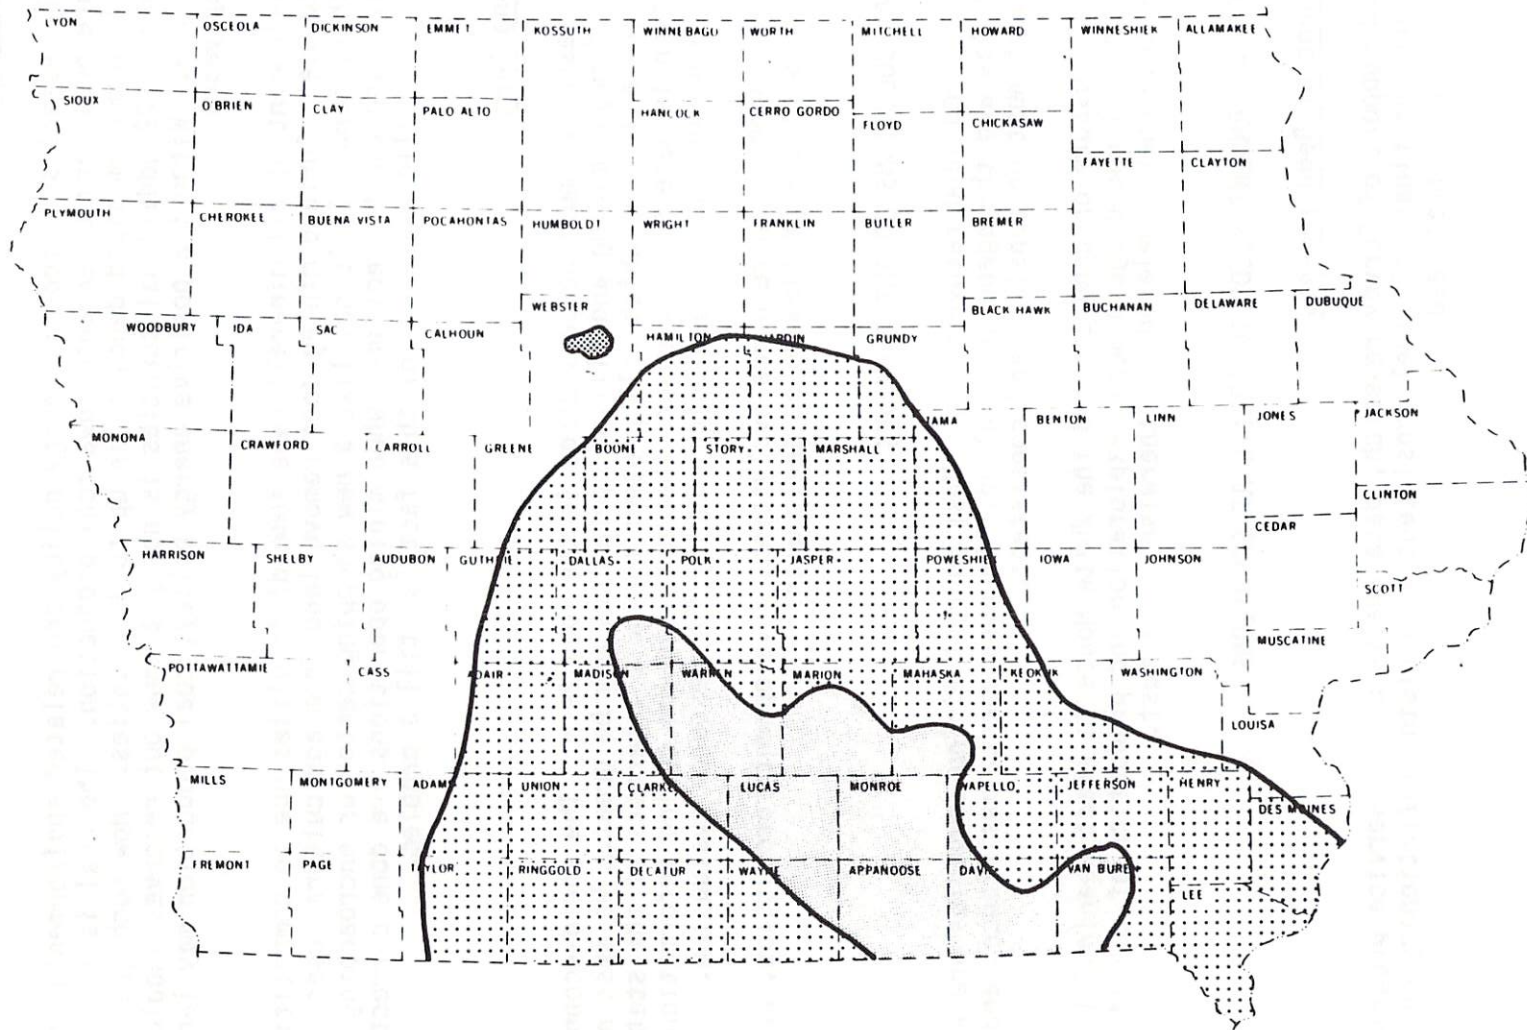 LYON
OSCEOLA
DICKINSON
EMMET
KOSSUTH
WINNEBAGO
WORTH
MITCHELL
HOWARD
WINNESHIEK
ALLAMAKEE
SIOUX
O'BRIEN
CLAY
PALO ALTO
HANCOCK
CERRO GORDO
FLOYD
CHICKASAW
FAYETTE
CLAYTON
PLYMOUTH
CHEROKEE
BUENA VISTA
POCAHONTAS
HUMBOLDT
WRIGHT
FRANKLIN
BUTLER
BREMER
WOODBURY
IDA
SAC
CALHOUN
WEBSTER
HAMILTON
HARDIN
GRUNDY
BLACK HAWK
BUCHANAN
DELAWARE
DUBUQUE
MONONA
CRAWFORD
CARROLL
GREENE
BOONE
STORY
MARSHALL
TAMA
BENTON
LINN
JONES
JACKSON
CLINTON
CEDAR
HARRISON
SHELBY
AUDUBON
GUTHRIE
DALLAS
POLK
JASPER
POWESHIEK
IOWA
JOHNSON
SCOTT
MUSCATINE
POTTAWATTAMIE
CASS
ADAIR
MADISON
WARREN
MARION
MAHASKA
KEOKUK
WASHINGTON
LOUISA
MILLS
MONTGOMERY
ADAMS
UNION
CLARKE
LUCAS
MONROE
WAPELLO
JEFFERSON
HENRY
DES MOINES
FREMONT
PAGE
TAYLOR
RINGGOLD
DECATUR
WAYNE
APPANOOSE
DAVIS
VAN BUREN
LEE